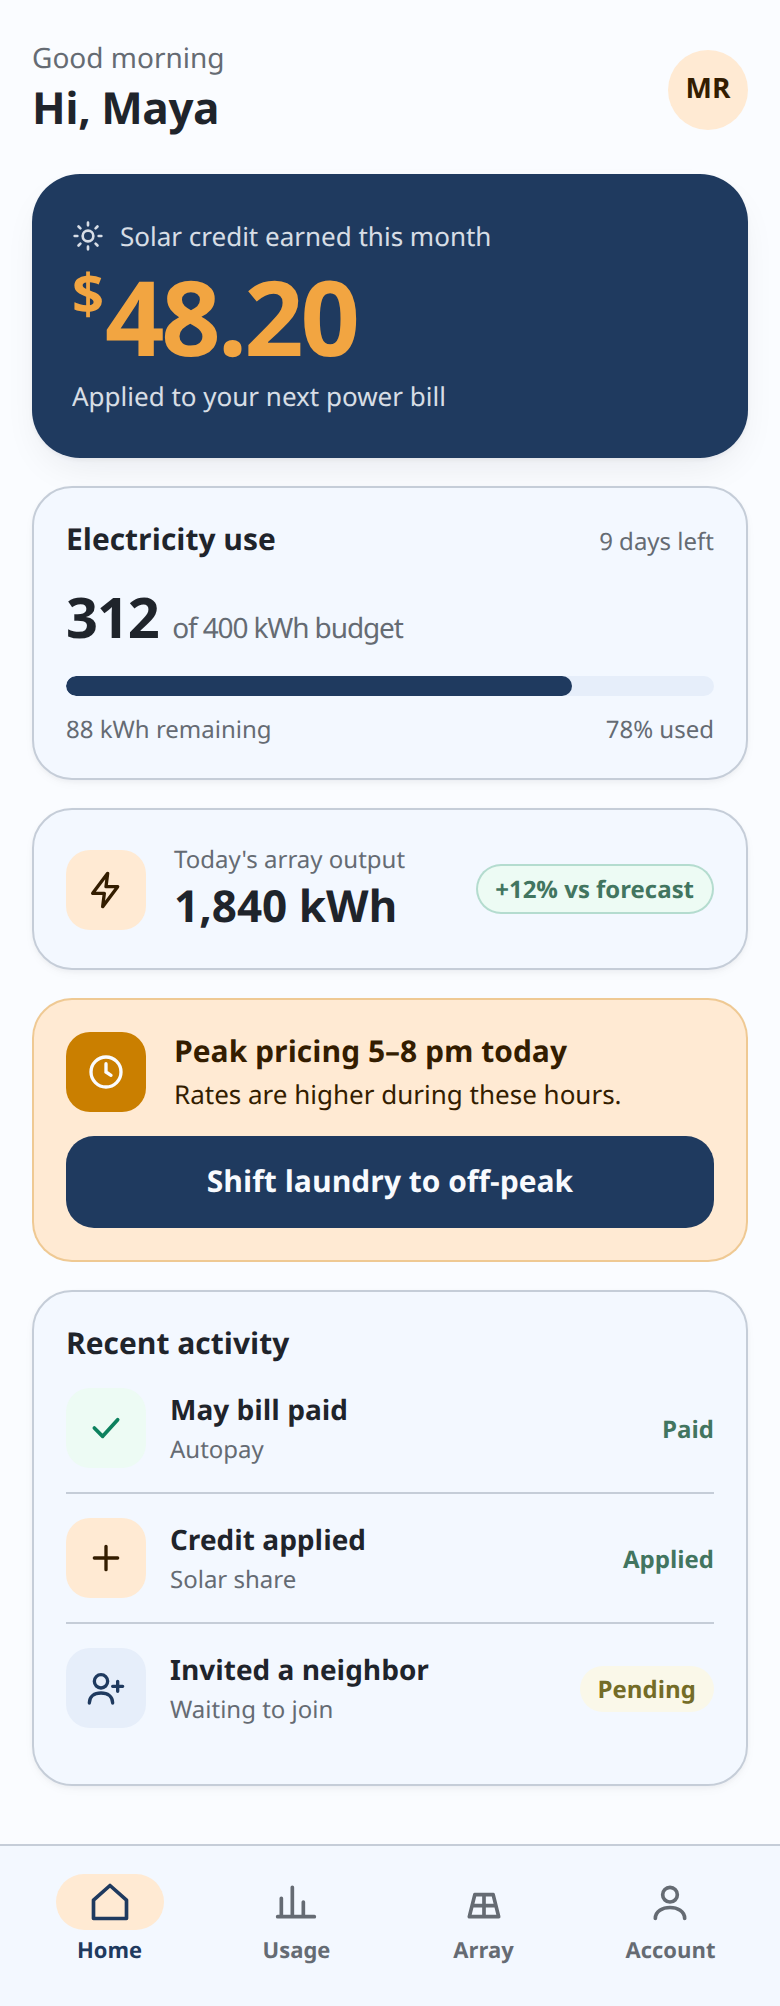 Good morning
Hi, Maya
MR
Solar credit earned this month
$48.20
Applied to your next power bill
Electricity use
9 days left
312 of 400 kWh budget
88 kWh remaining
78% used
Today's array output
1,840 kWh
+12% vs forecast
Peak pricing 5–8 pm today
Rates are higher during these hours.
Shift laundry to off-peak
Recent activity
May bill paid
Autopay
Paid
Credit applied
Solar share
Applied
Invited a neighbor
Waiting to join
Pending
Home
Usage
Array
Account